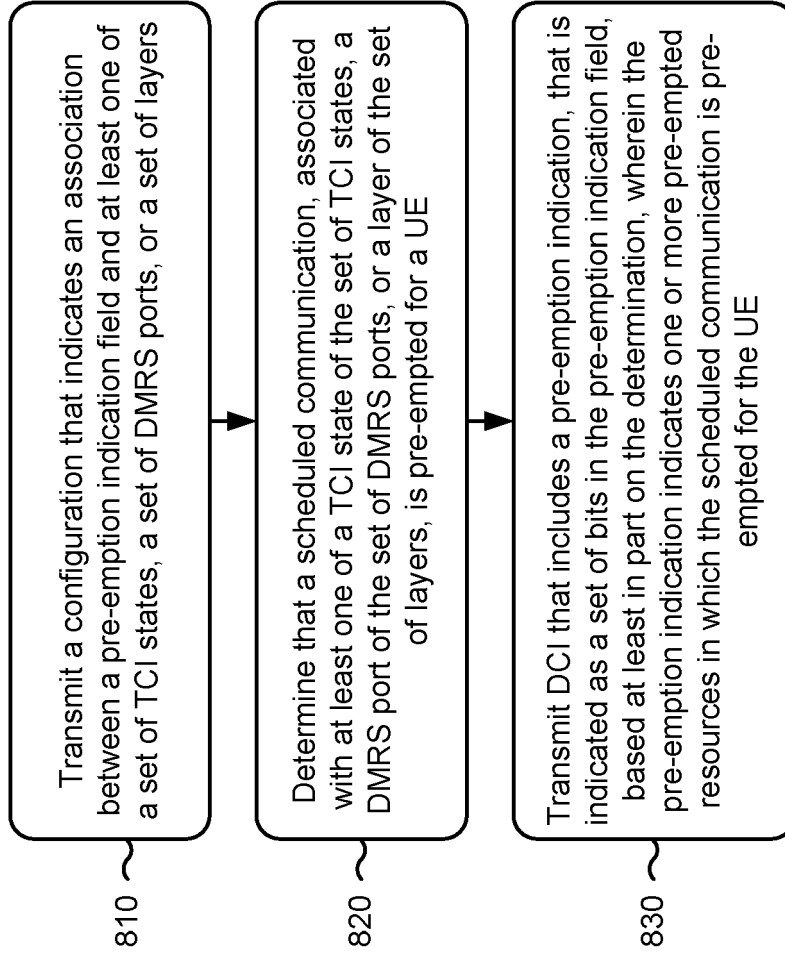 810
Transmit a configuration that indicates an association
between a pre-emption indication field and at least one of
a set of TCI states, a set of DMRS ports, or a set of layers
820
Determine that a scheduled communication, associated
with at least one of a TCI state of the set of TCI states, a
DMRS port of the set of DMRS ports, or a layer of the set
of layers, is pre-empted for a UE
830
Transmit DCI that includes a pre-emption indication, that is
indicated as a set of bits in the pre-emption indication field,
based at least in part on the determination, wherein the
pre-emption indication indicates one or more pre-empted
resources in which the scheduled communication is pre-
empted for the UE